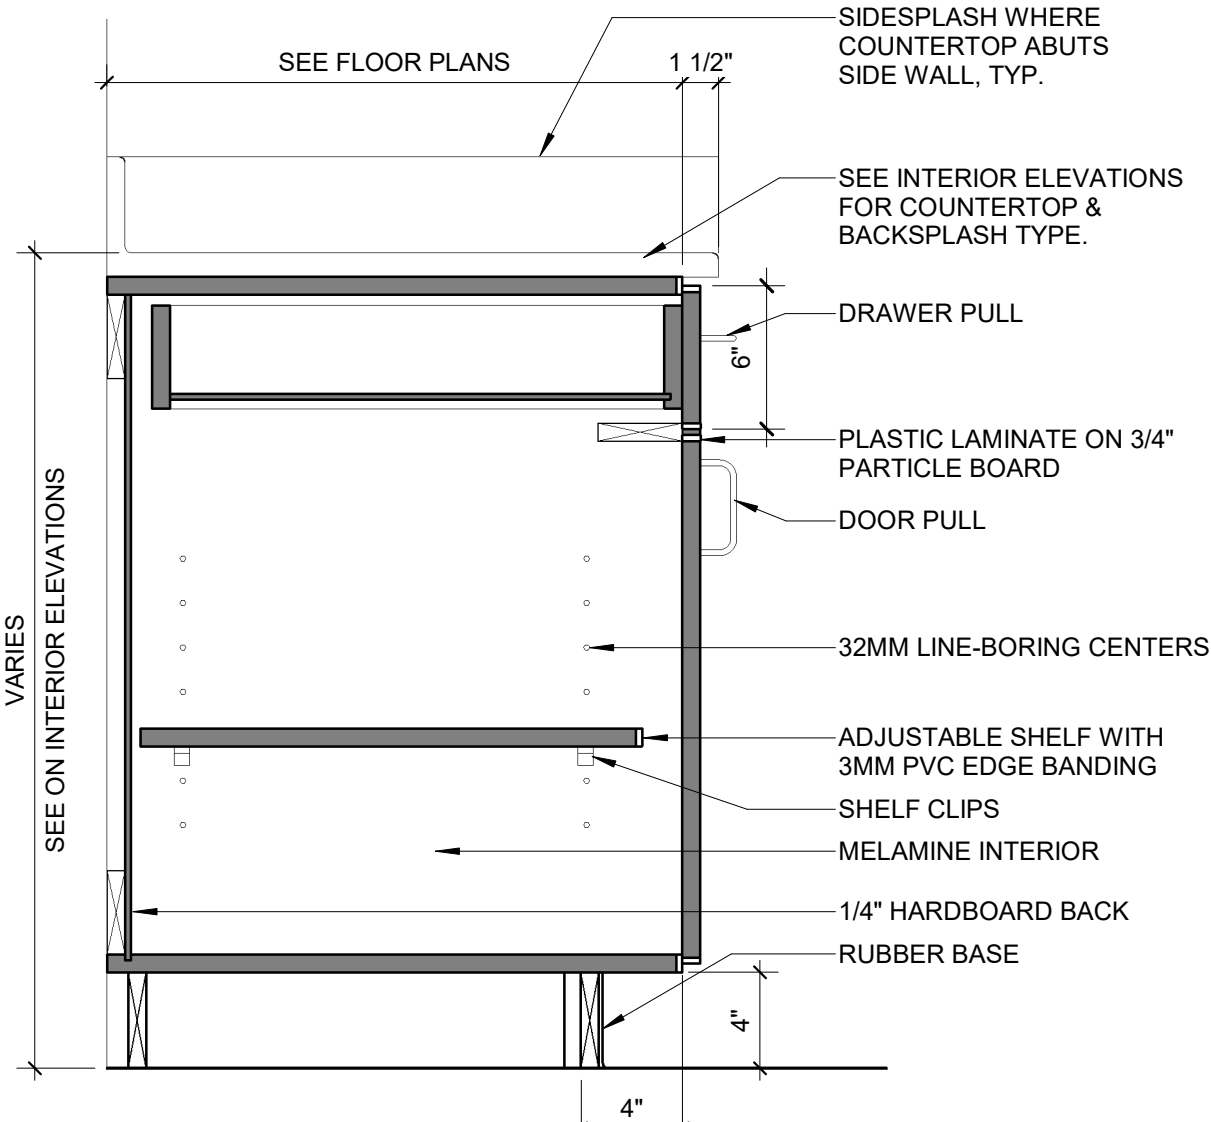 SIDESPLASH WHERE
COUNTERTOP ABUTS
SIDE WALL, TYP.
SEE FLOOR PLANS
1 1/2"
SEE INTERIOR ELEVATIONS
FOR COUNTERTOP &
BACKSPLASH TYPE.
DRAWER PULL
6"
PLASTIC LAMINATE ON 3/4"
PARTICLE BOARD
DOOR PULL
VARIES
SEE ON INTERIOR ELEVATIONS
32MM LINE-BORING CENTERS
ADJUSTABLE SHELF WITH
3MM PVC EDGE BANDING
SHELF CLIPS
MELAMINE INTERIOR
1/4" HARDBOARD BACK
RUBBER BASE
4"
4"